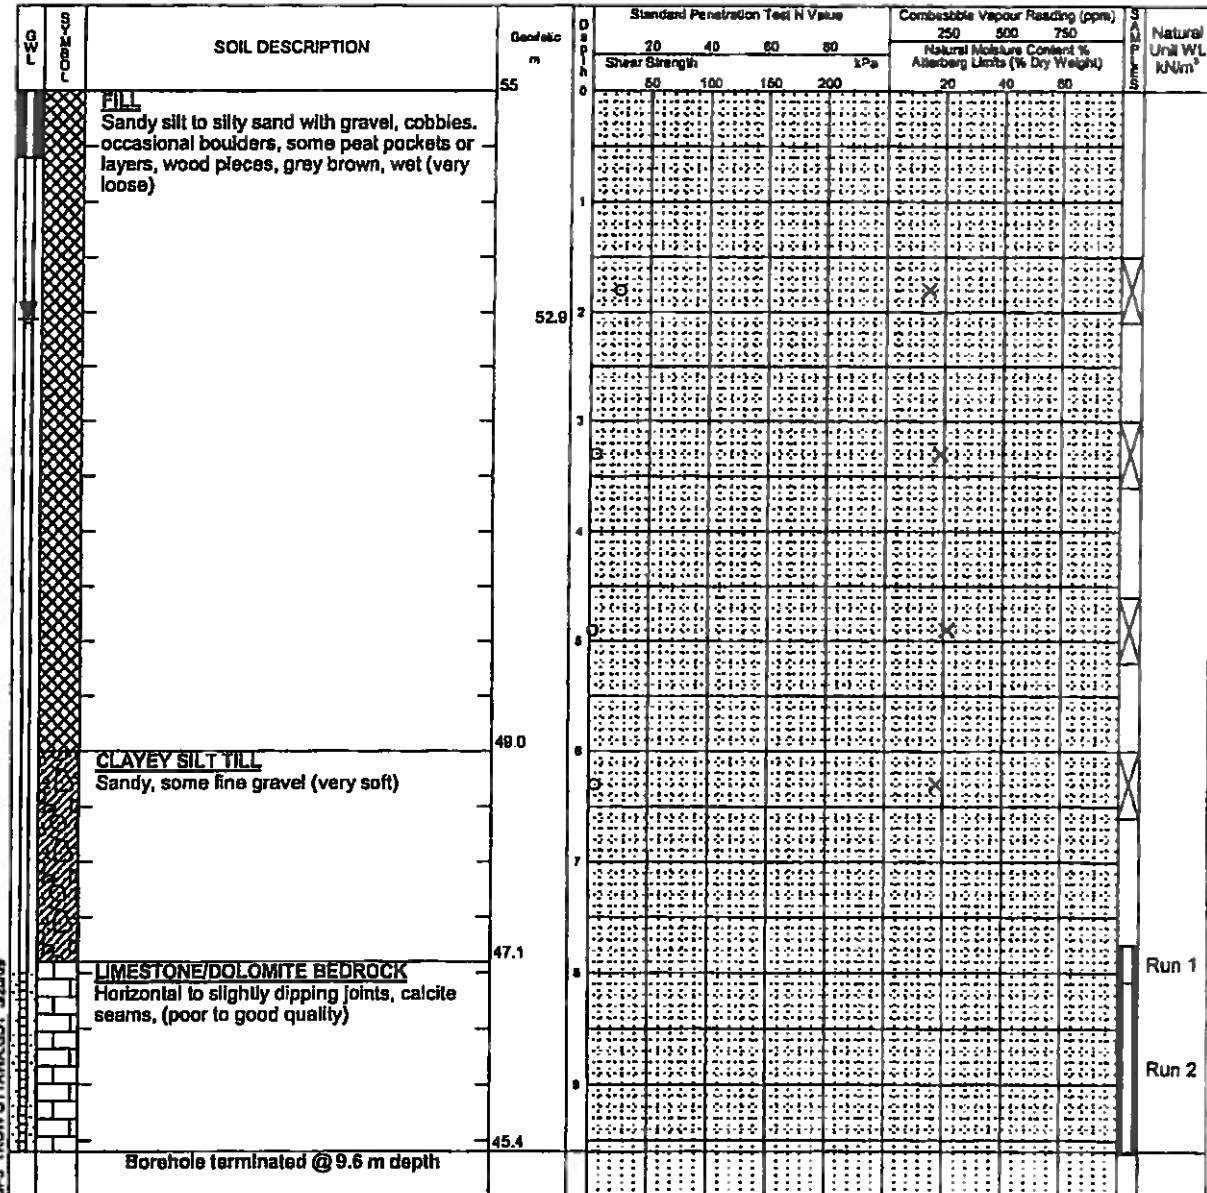 GWL
SYMBOL
SOIL DESCRIPTION
Geodetic
m
Depth
Standard Penetration Test N Value
20 40 60 80
Shear Strength kPa
50 100 150 200
Combustible Vapour Reading (ppm)
250 500 750
Natural Moisture Content %
Atterberg Limits (% Dry Weight)
20 40 60
SAMPLES
Natural
Unit Wt.
kN/m³
55
0
FILL
Sandy silt to silty sand with gravel, cobbles.
occasional boulders, some peat pockets or
layers, wood pieces, grey brown, wet (very
loose)
1
52.9
2
3
4
5
49.0
6
CLAYEY SILT TILL
Sandy, some fine gravel (very soft)
7
47.1
LIMESTONE/DOLOMITE BEDROCK
Horizontal to slightly dipping joints, calcite
seams, (poor to good quality)
8
Run 1
9
Run 2
45.4
Borehole terminated @ 9.6 m depth